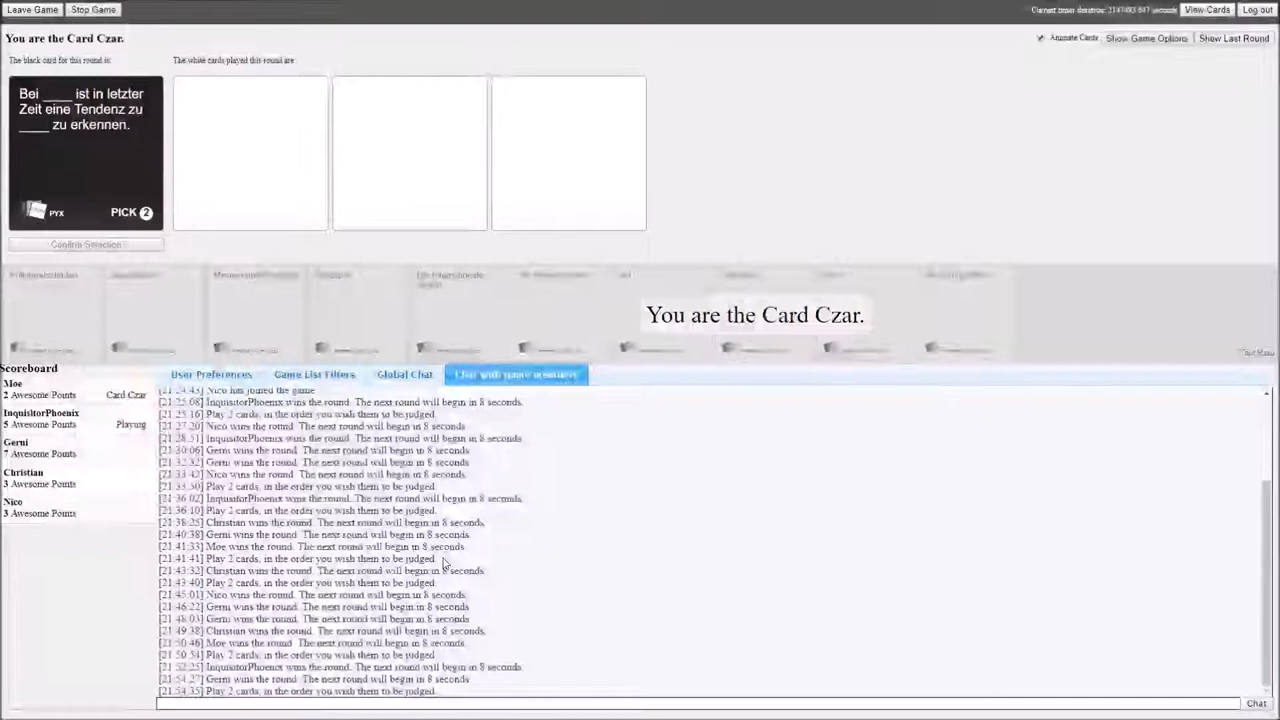 Leave Game
Stop Game
View Cards
Log out
You are the Card Czar.
Animate Cards
Show Game Options
Show Last Round
The black card for this round is:
The white cards played this round are:
Bei ____ ist in letzter
Zeit eine Tendenz zu
____ zu erkennen.
PYX
PICK 2
Confirm Selection
You are the Card Czar.
Scoreboard
Moe
2 Awesome Points
Card Czar
InquisitorPhoenix
5 Awesome Points
Playing
Gerni
7 Awesome Points
Christian
3 Awesome Points
Nico
3 Awesome Points
User Preferences
Game List Filters
Global Chat
Chat with game members
[21:24:43] Nico has joined the game.
[21:25:08] InquisitorPhoenix wins the round. The next round will begin in 8 seconds.
[21:25:16] Play 2 cards, in the order you wish them to be judged.
[21:27:20] Nico wins the round. The next round will begin in 8 seconds.
[21:28:51] InquisitorPhoenix wins the round. The next round will begin in 8 seconds.
[21:30:06] Gerni wins the round. The next round will begin in 8 seconds.
[21:32:32] Gerni wins the round. The next round will begin in 8 seconds.
[21:33:42] Nico wins the round. The next round will begin in 8 seconds.
[21:33:50] Play 2 cards, in the order you wish them to be judged.
[21:36:02] InquisitorPhoenix wins the round. The next round will begin in 8 seconds.
[21:36:10] Play 2 cards, in the order you wish them to be judged.
[21:38:25] Christian wins the round. The next round will begin in 8 seconds.
[21:40:38] Gerni wins the round. The next round will begin in 8 seconds.
[21:41:33] Moe wins the round. The next round will begin in 8 seconds.
[21:41:41] Play 2 cards, in the order you wish them to be judged.
[21:43:32] Christian wins the round. The next round will begin in 8 seconds.
[21:43:40] Play 2 cards, in the order you wish them to be judged.
[21:45:01] Nico wins the round. The next round will begin in 8 seconds.
[21:46:22] Gerni wins the round. The next round will begin in 8 seconds.
[21:48:03] Gerni wins the round. The next round will begin in 8 seconds.
[21:49:38] Christian wins the round. The next round will begin in 8 seconds.
[21:50:46] Moe wins the round. The next round will begin in 8 seconds.
[21:50:54] Play 2 cards, in the order you wish them to be judged.
[21:52:25] InquisitorPhoenix wins the round. The next round will begin in 8 seconds.
[21:54:27] Gerni wins the round. The next round will begin in 8 seconds.
[21:54:35] Play 2 cards, in the order you wish them to be judged.
Chat